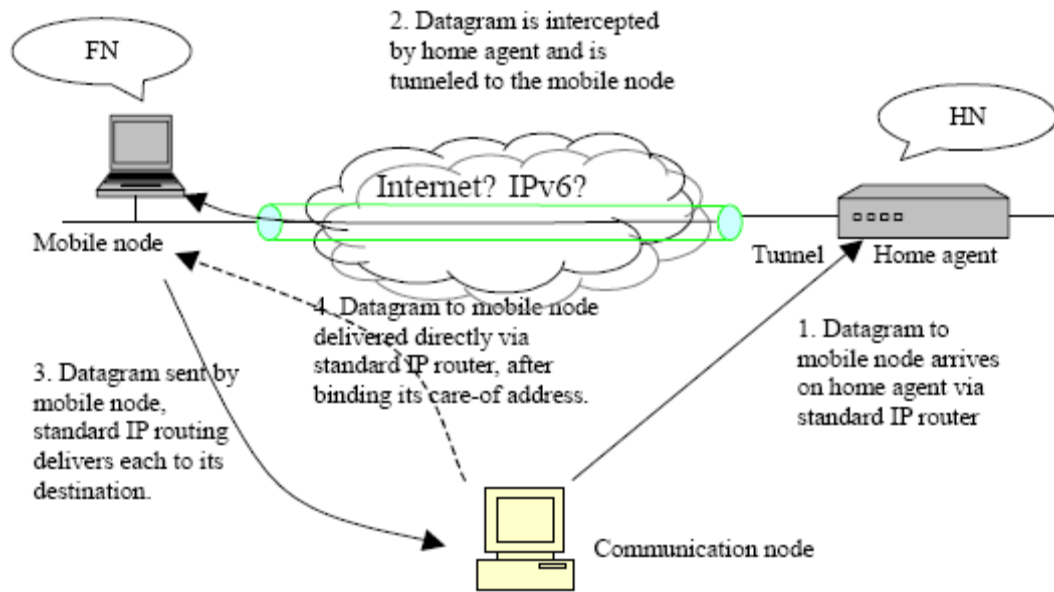 2. Datagram is intercepted
by home agent and is
tunneled to the mobile node
FN
HN
Internet? IPv6?
Mobile node
Tunnel
Home agent
4. Datagram to mobile node
delivered directly via
standard IP router, after
binding its care-of address.
1. Datagram to
mobile node arrives
on home agent via
standard IP router
3. Datagram sent by
mobile node,
standard IP routing
delivers each to its
destination.
Communication node